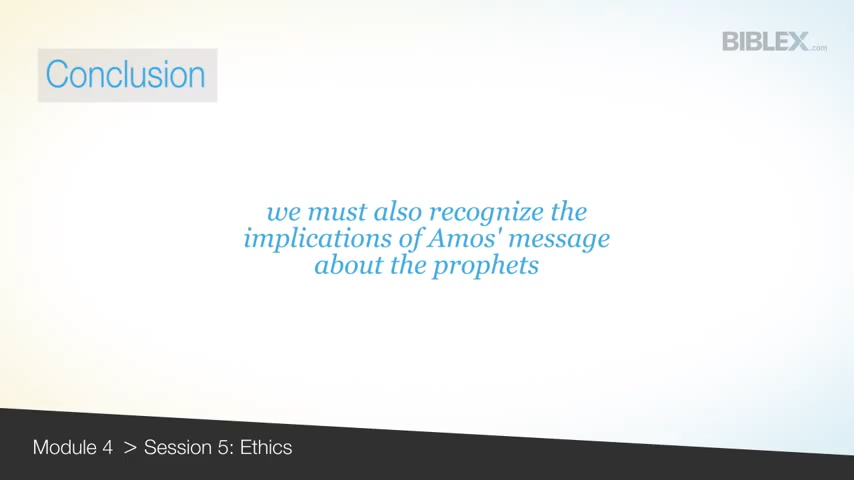 BIBLEX.com
Conclusion
we must also recognize the
implications of Amos' message
about the prophets
Module 4 > Session 5: Ethics